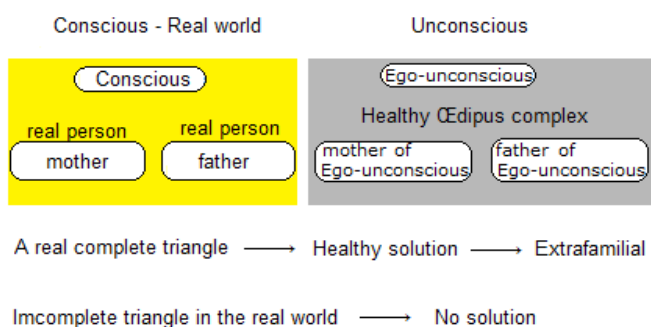 Conscious - Real world
Unconscious
Conscious
Ego-unconscious
Healthy Œdipus complex
real person
real person
mother
father
mother of
Ego-unconscious
father of
Ego-unconscious
A real complete triangle ⟶ Healthy solution ⟶ Extrafamilial
Imcomplete triangle in the real world ⟶ No solution